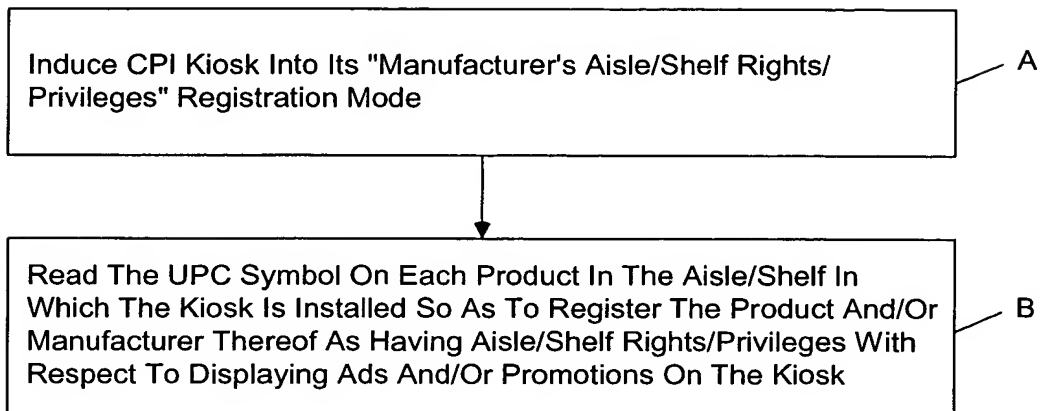 Induce CPI Kiosk Into Its "Manufacturer's Aisle/Shelf Rights/
Privileges" Registration Mode
A
Read The UPC Symbol On Each Product In The Aisle/Shelf In
Which The Kiosk Is Installed So As To Register The Product And/Or
Manufacturer Thereof As Having Aisle/Shelf Rights/Privileges With
Respect To Displaying Ads And/Or Promotions On The Kiosk
B